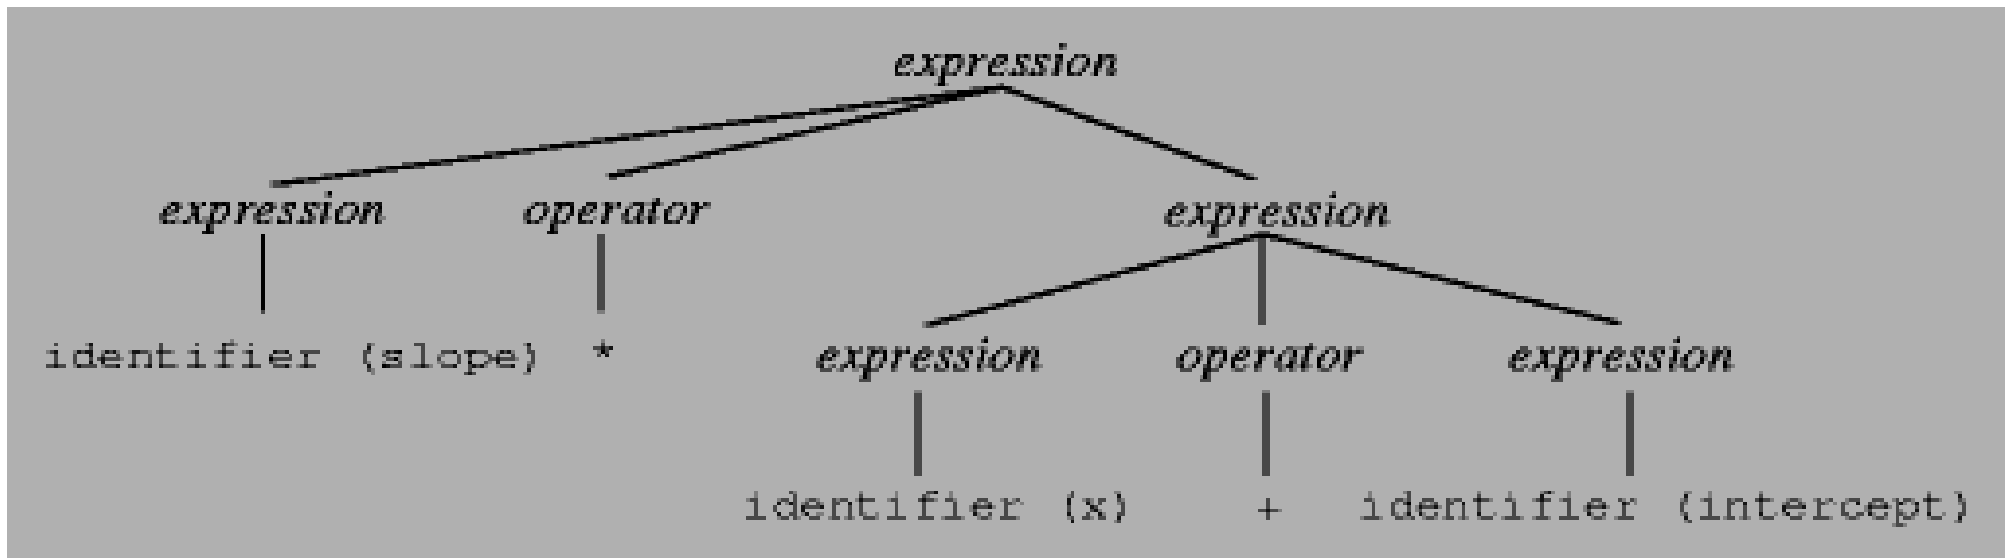 expression
expression operator expression
identifier (slope) * expression operator expression
identifier (x) + identifier (intercept)